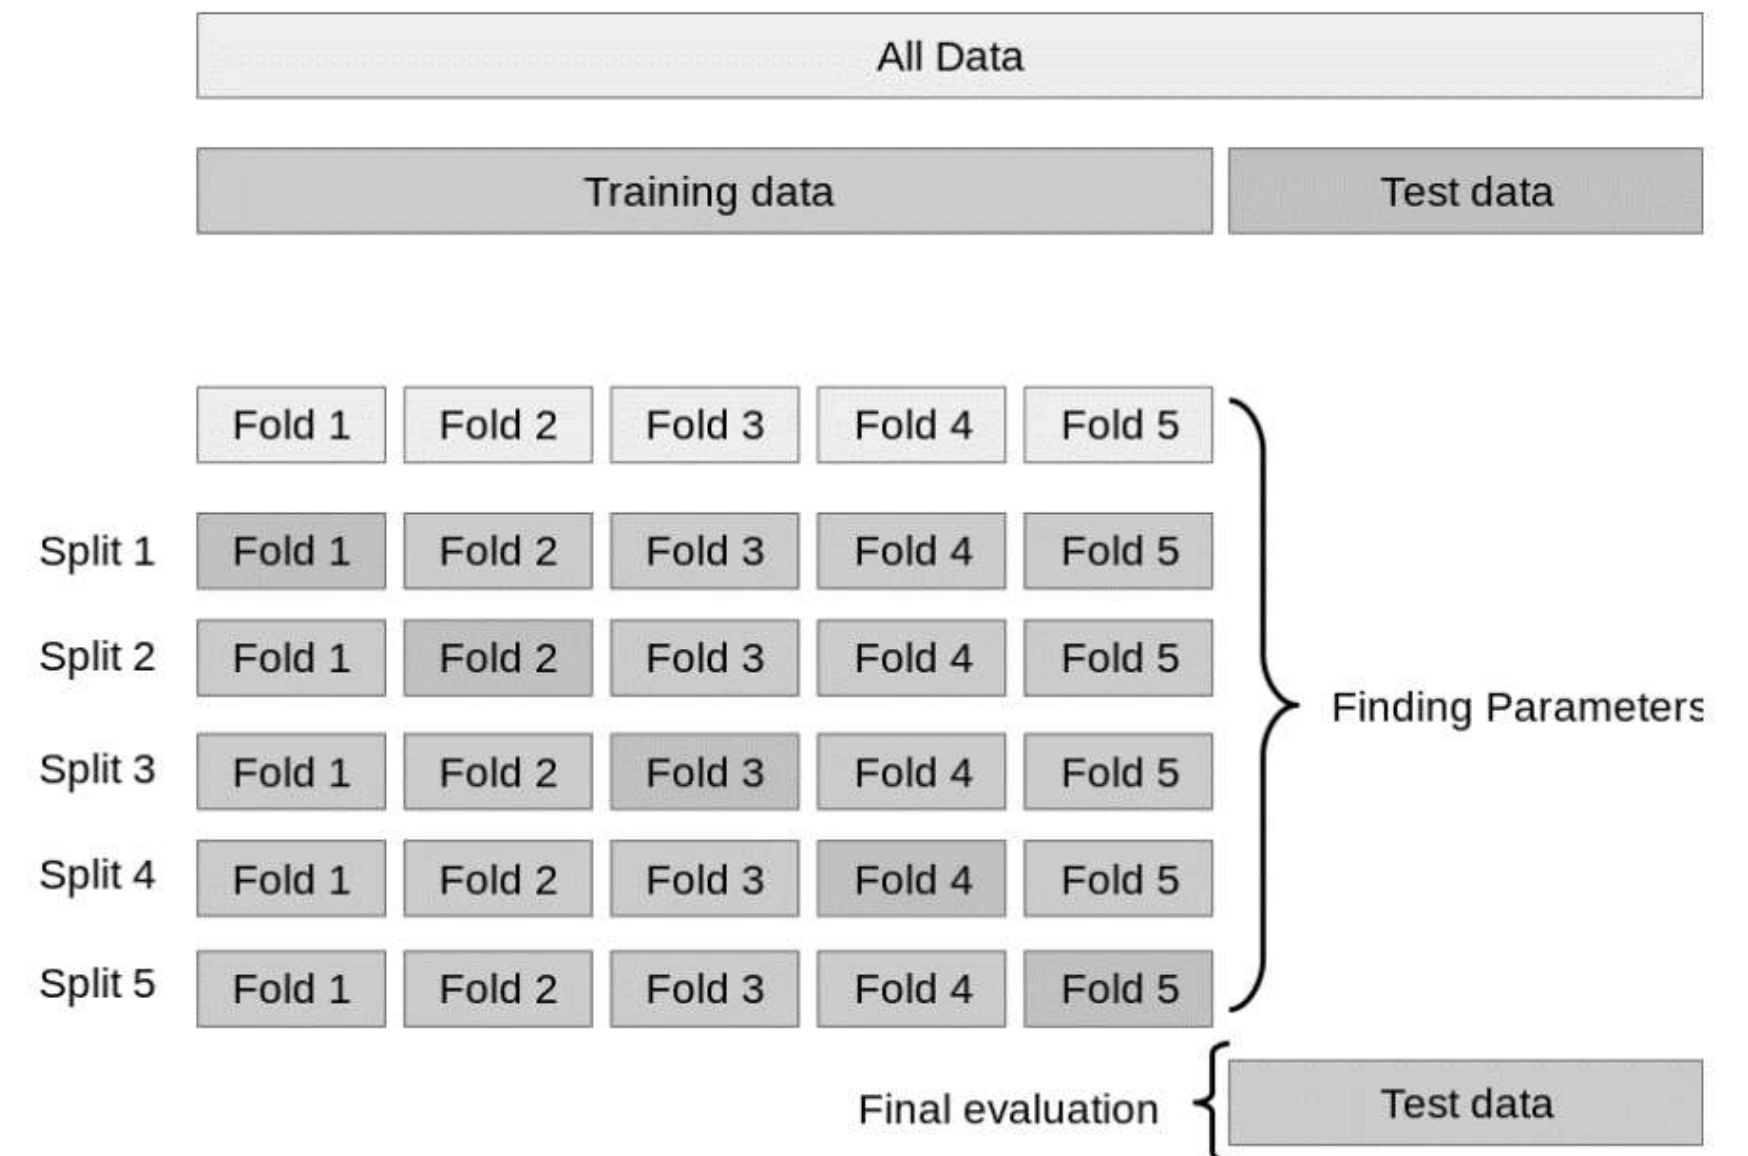 All Data
Training data Test data
Fold 1 Fold 2 Fold 3 Fold 4 Fold 5
Split 1 Fold 1 Fold 2 Fold 3 Fold 4 Fold 5
Split 2 Fold 1 Fold 2 Fold 3 Fold 4 Fold 5
Finding Parameters
Split 3 Fold 1 Fold 2 Fold 3 Fold 4 Fold 5
Split 4 Fold 1 Fold 2 Fold 3 Fold 4 Fold 5
Split 5 Fold 1 Fold 2 Fold 3 Fold 4 Fold 5
Final evaluation Test data